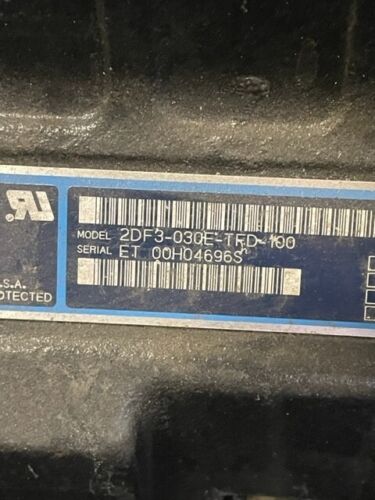 MODEL 2DF3-030E-TFD-100
SERIAL ET 00H04696S
S.A.
OTECTED